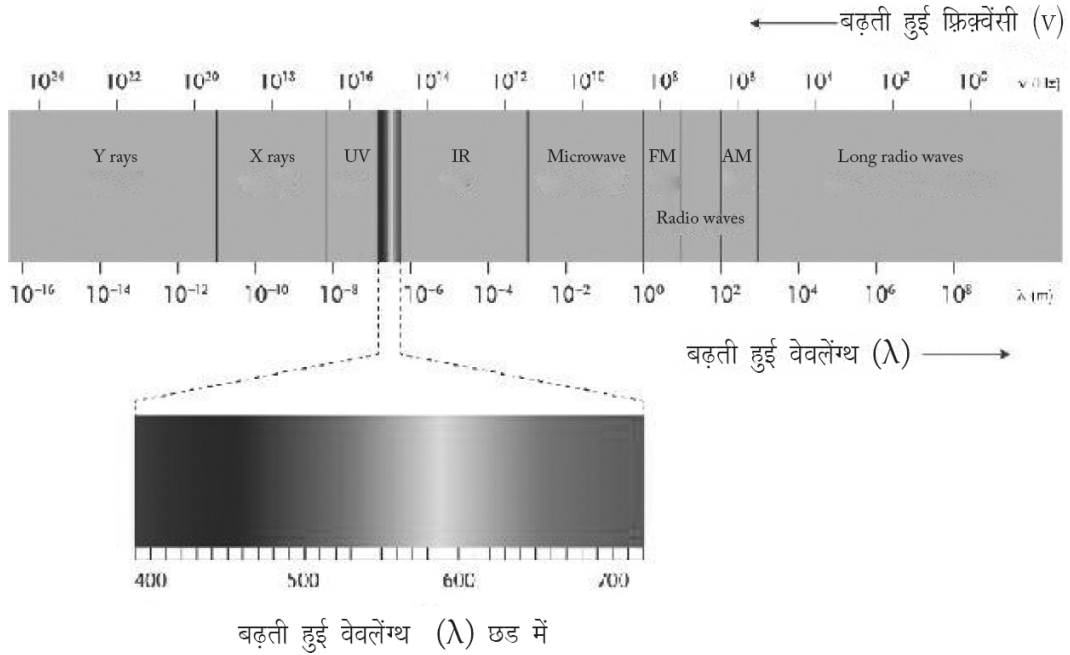 बढ़ती हुई फ़्रिक्वेंसी (v)
10²⁴ 10²² 10²⁰ 10¹⁸ 10¹⁶ 10¹⁴ 10¹² 10¹⁰ 10⁸ 10⁶ 10⁴ 10² 10⁰ ν (Hz)
Y rays X rays UV IR Microwave FM AM Long radio waves
Radio waves
10⁻¹⁶ 10⁻¹⁴ 10⁻¹² 10⁻¹⁰ 10⁻⁸ 10⁻⁶ 10⁻⁴ 10⁻² 10⁰ 10² 10⁴ 10⁶ 10⁸ λ (m)
बढ़ती हुई वेवलेंग्थ (λ)
400 500 600 700
बढ़ती हुई वेवलेंग्थ (λ) छड में